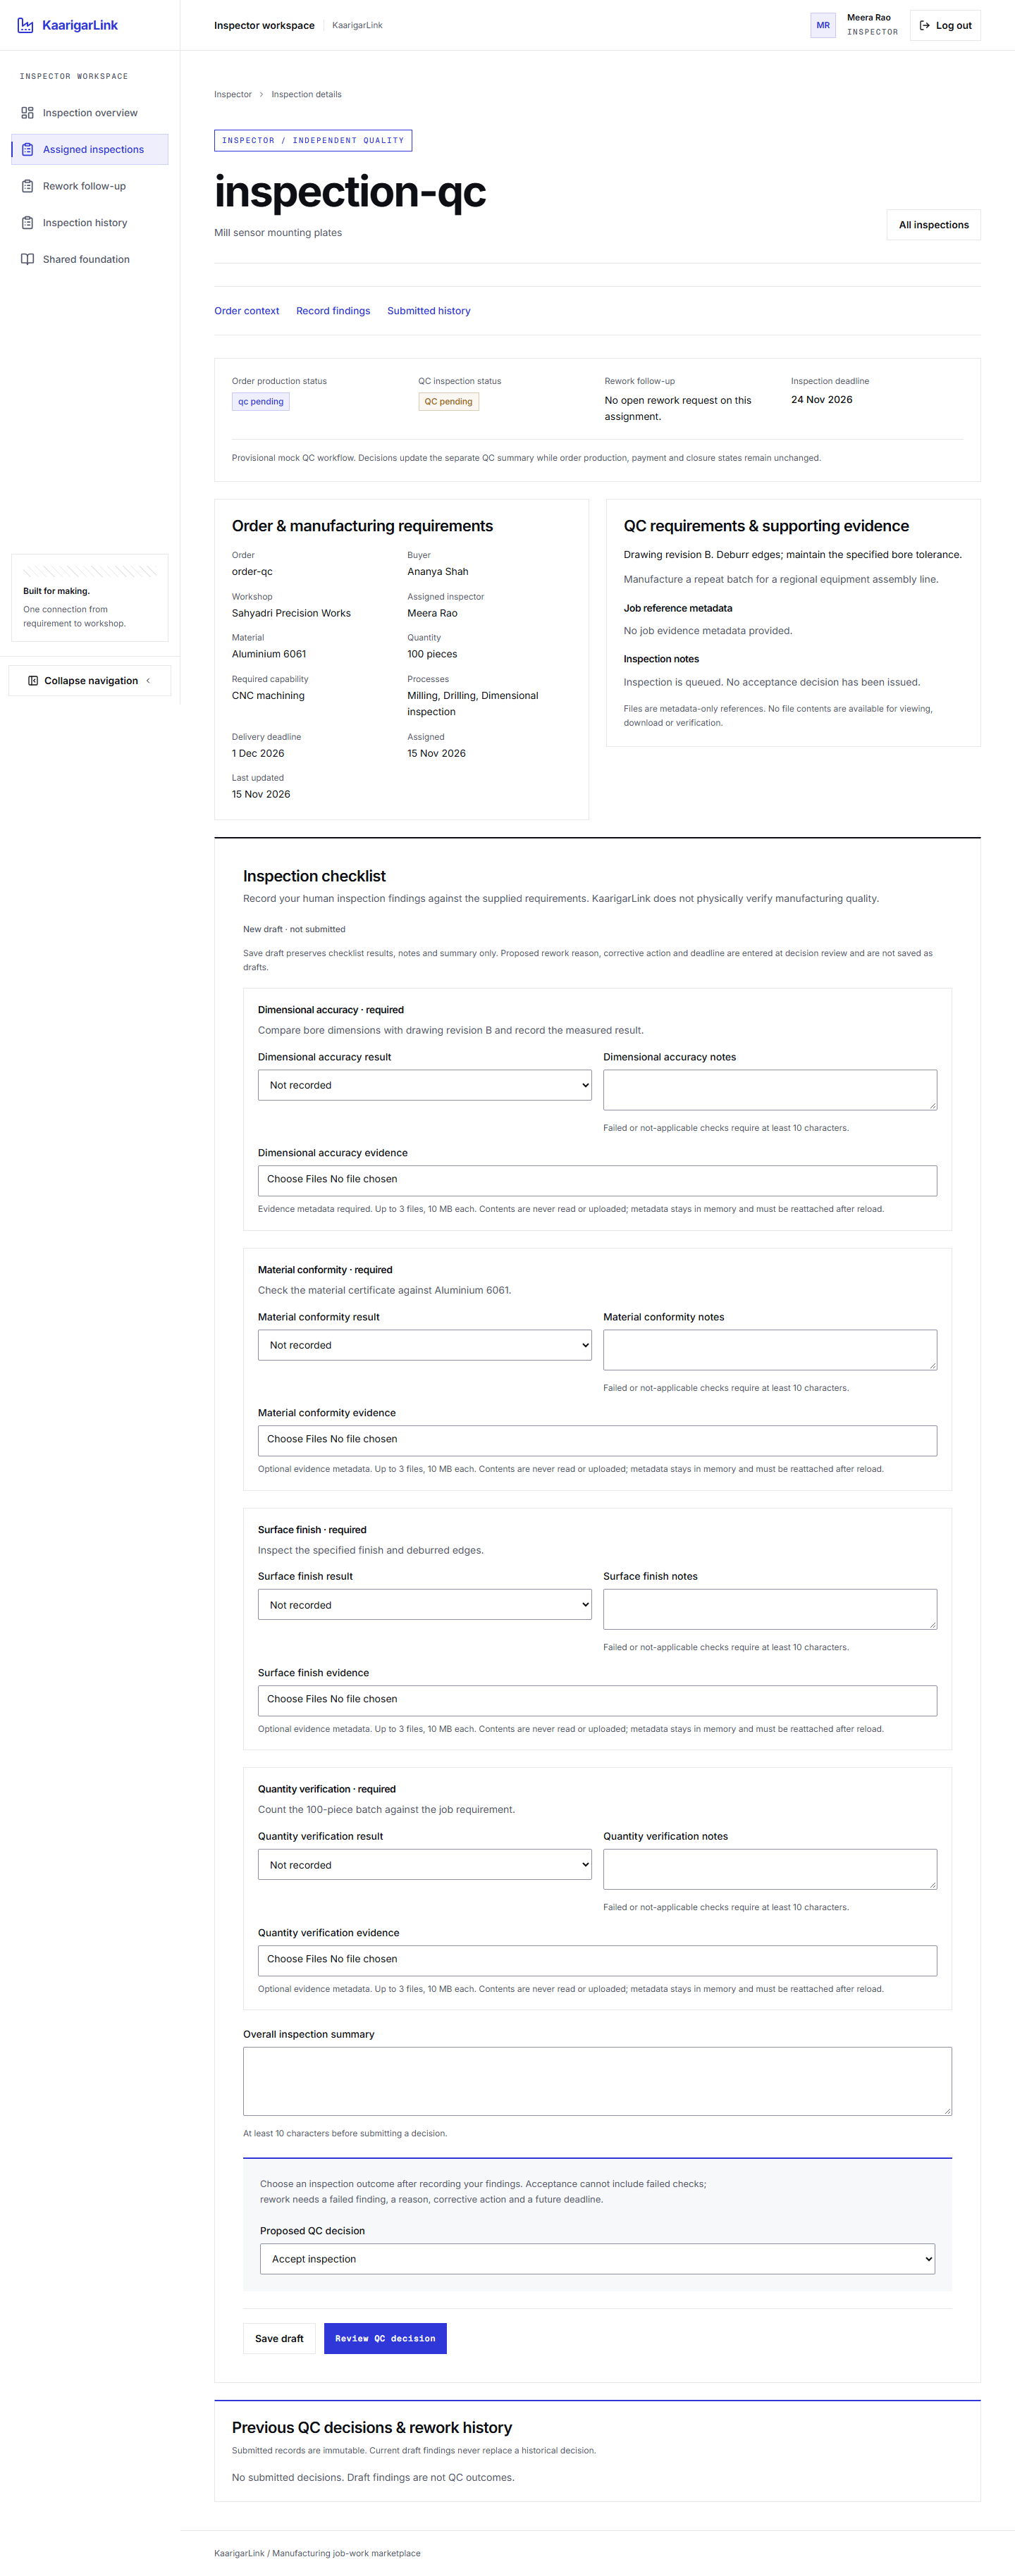 KaarigarLink
Inspector workspace
KaarigarLink
MR
Meera Rao
INSPECTOR
Log out
INSPECTOR WORKSPACE
Inspection overview
Assigned inspections
Rework follow-up
Inspection history
Shared foundation
Built for making.
One connection from
requirement to workshop.
Collapse navigation
Inspector
Inspection details
INSPECTOR / INDEPENDENT QUALITY
inspection-qc
Mill sensor mounting plates
All inspections
Order context
Record findings
Submitted history
Order production status
qc pending
QC inspection status
QC pending
Rework follow-up
No open rework request on this
assignment.
Inspection deadline
24 Nov 2026
Provisional mock QC workflow. Decisions update the separate QC summary while order production, payment and closure states remain unchanged.
Order & manufacturing requirements
Order
order-qc
Buyer
Ananya Shah
Workshop
Sahyadri Precision Works
Assigned inspector
Meera Rao
Material
Aluminium 6061
Quantity
100 pieces
Required capability
CNC machining
Processes
Milling, Drilling, Dimensional
inspection
Delivery deadline
1 Dec 2026
Assigned
15 Nov 2026
Last updated
15 Nov 2026
QC requirements & supporting evidence
Drawing revision B. Deburr edges; maintain the specified bore tolerance.
Manufacture a repeat batch for a regional equipment assembly line.
Job reference metadata
No job evidence metadata provided.
Inspection notes
Inspection is queued. No acceptance decision has been issued.
Files are metadata-only references. No file contents are available for viewing,
download or verification.
Inspection checklist
Record your human inspection findings against the supplied requirements. KaarigarLink does not physically verify manufacturing quality.
New draft · not submitted
Save draft preserves checklist results, notes and summary only. Proposed rework reason, corrective action and deadline are entered at decision review and are not saved as
drafts.
Dimensional accuracy · required
Compare bore dimensions with drawing revision B and record the measured result.
Dimensional accuracy result
Not recorded
Dimensional accuracy notes
Failed or not-applicable checks require at least 10 characters.
Dimensional accuracy evidence
Choose Files No file chosen
Evidence metadata required. Up to 3 files, 10 MB each. Contents are never read or uploaded; metadata stays in memory and must be reattached after reload.
Material conformity · required
Check the material certificate against Aluminium 6061.
Material conformity result
Not recorded
Material conformity notes
Failed or not-applicable checks require at least 10 characters.
Material conformity evidence
Choose Files No file chosen
Optional evidence metadata. Up to 3 files, 10 MB each. Contents are never read or uploaded; metadata stays in memory and must be reattached after reload.
Surface finish · required
Inspect the specified finish and deburred edges.
Surface finish result
Not recorded
Surface finish notes
Failed or not-applicable checks require at least 10 characters.
Surface finish evidence
Choose Files No file chosen
Optional evidence metadata. Up to 3 files, 10 MB each. Contents are never read or uploaded; metadata stays in memory and must be reattached after reload.
Quantity verification · required
Count the 100-piece batch against the job requirement.
Quantity verification result
Not recorded
Quantity verification notes
Failed or not-applicable checks require at least 10 characters.
Quantity verification evidence
Choose Files No file chosen
Optional evidence metadata. Up to 3 files, 10 MB each. Contents are never read or uploaded; metadata stays in memory and must be reattached after reload.
Overall inspection summary
At least 10 characters before submitting a decision.
Choose an inspection outcome after recording your findings. Acceptance cannot include failed checks;
rework needs a failed finding, a reason, corrective action and a future deadline.
Proposed QC decision
Accept inspection
Save draft
Review QC decision
Previous QC decisions & rework history
Submitted records are immutable. Current draft findings never replace a historical decision.
No submitted decisions. Draft findings are not QC outcomes.
KaarigarLink / Manufacturing job-work marketplace